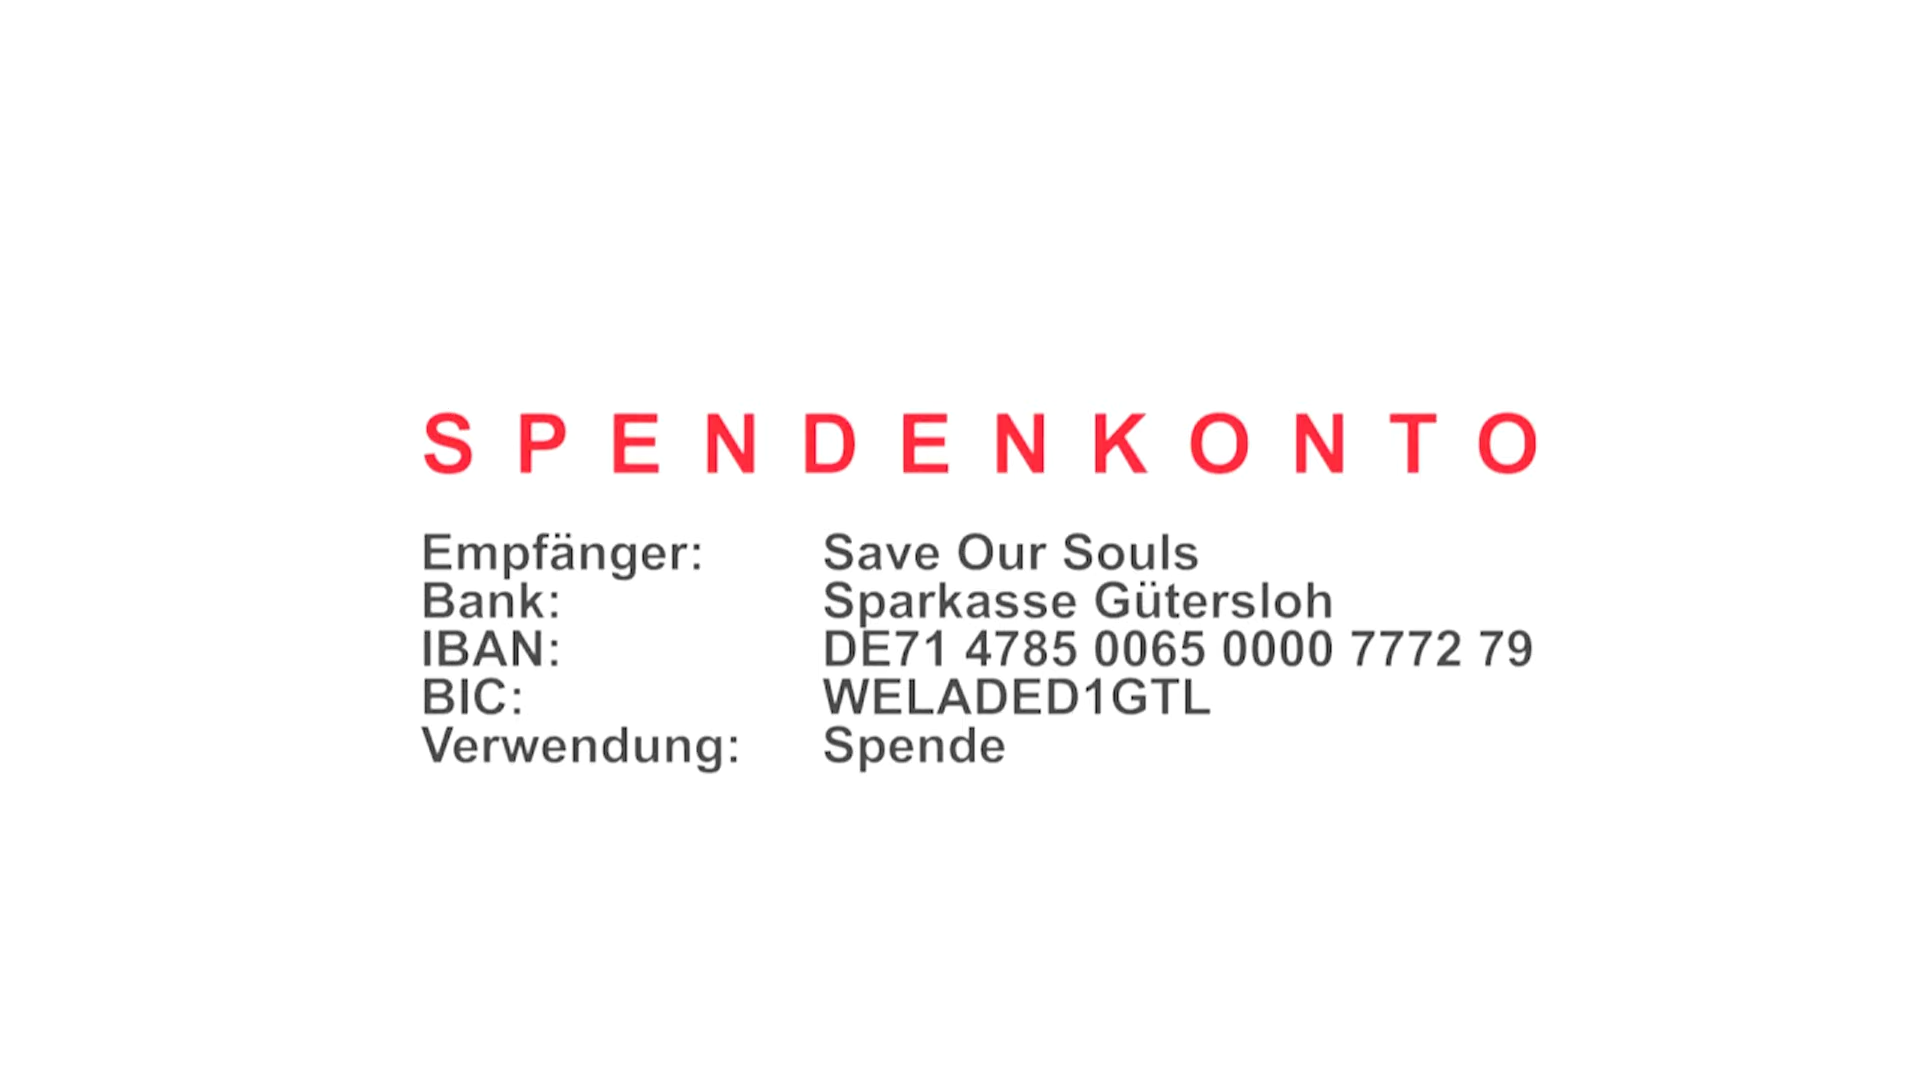 SPENDENKONTO
Empfänger: Save Our Souls
Bank: Sparkasse Gütersloh
IBAN: DE71 4785 0065 0000 7772 79
BIC: WELADED1GTL
Verwendung: Spende